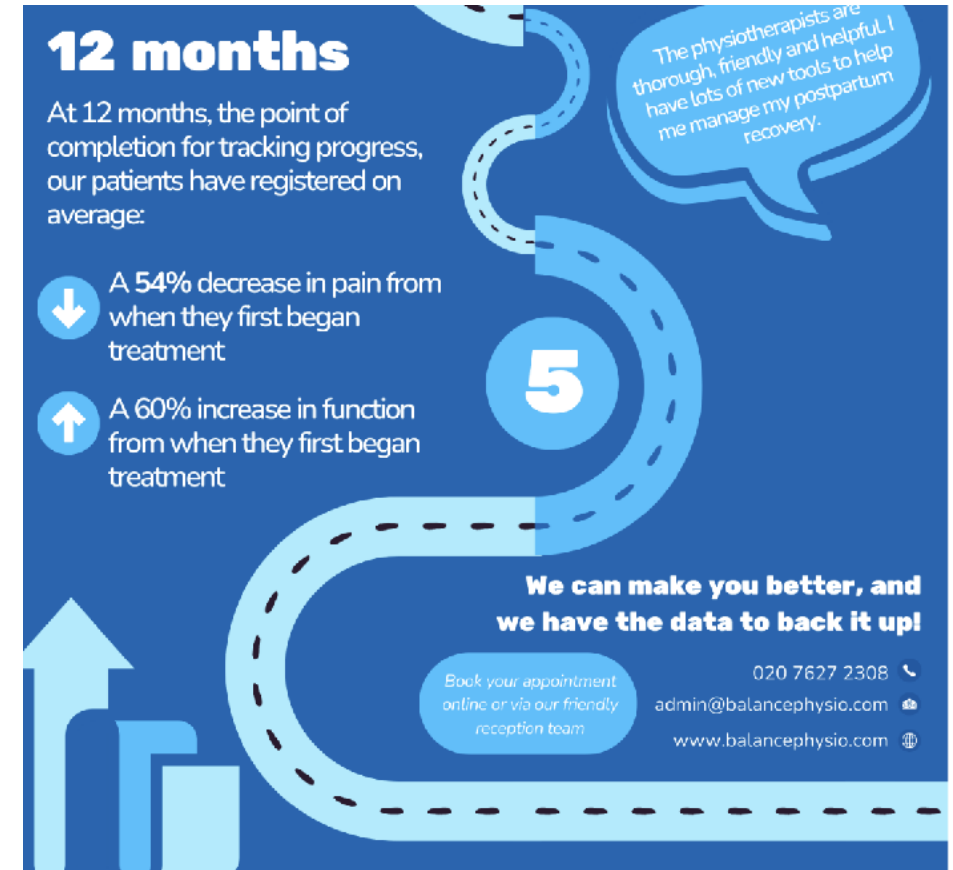 12 months
At 12 months, the point of
completion for tracking progress,
our patients have registered on
average:
A 54% decrease in pain from
when they first began
treatment
A 60% increase in function
from when they first began
treatment
The physiotherapists are
thorough, friendly and helpful. I
have lots of new tools to help
me manage my postpartum
recovery.
5
We can make you better, and
we have the data to back it up!
Book your appointment
online or via our friendly
reception team
020 7627 2308
admin@balancephysio.com
www.balancephysio.com